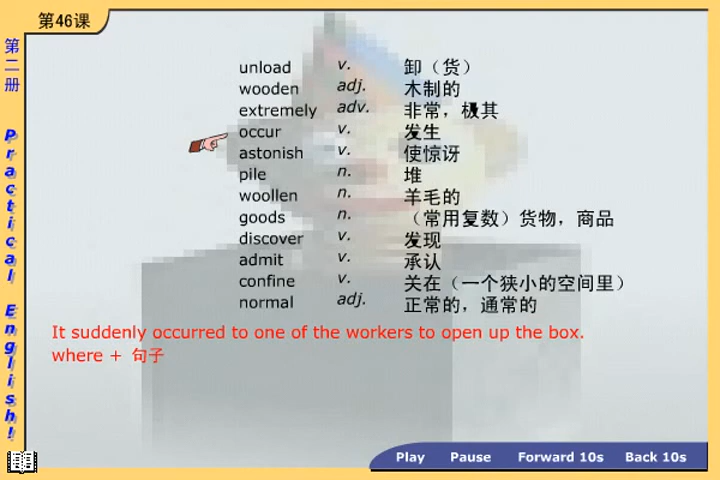 第46课
第二册 Practical English!
unload v. 卸（货）
wooden adj. 木制的
extremely adv. 非常，极其
occur v. 发生
astonish v. 使惊讶
pile n. 堆
woollen n. 羊毛的
goods n. （常用复数）货物，商品
discover v. 发现
admit v. 承认
confine v. 关在（一个狭小的空间里）
normal adj. 正常的，通常的
It suddenly occurred to one of the workers to open up the box.
where + 句子
Play Pause Forward 10s Back 10s